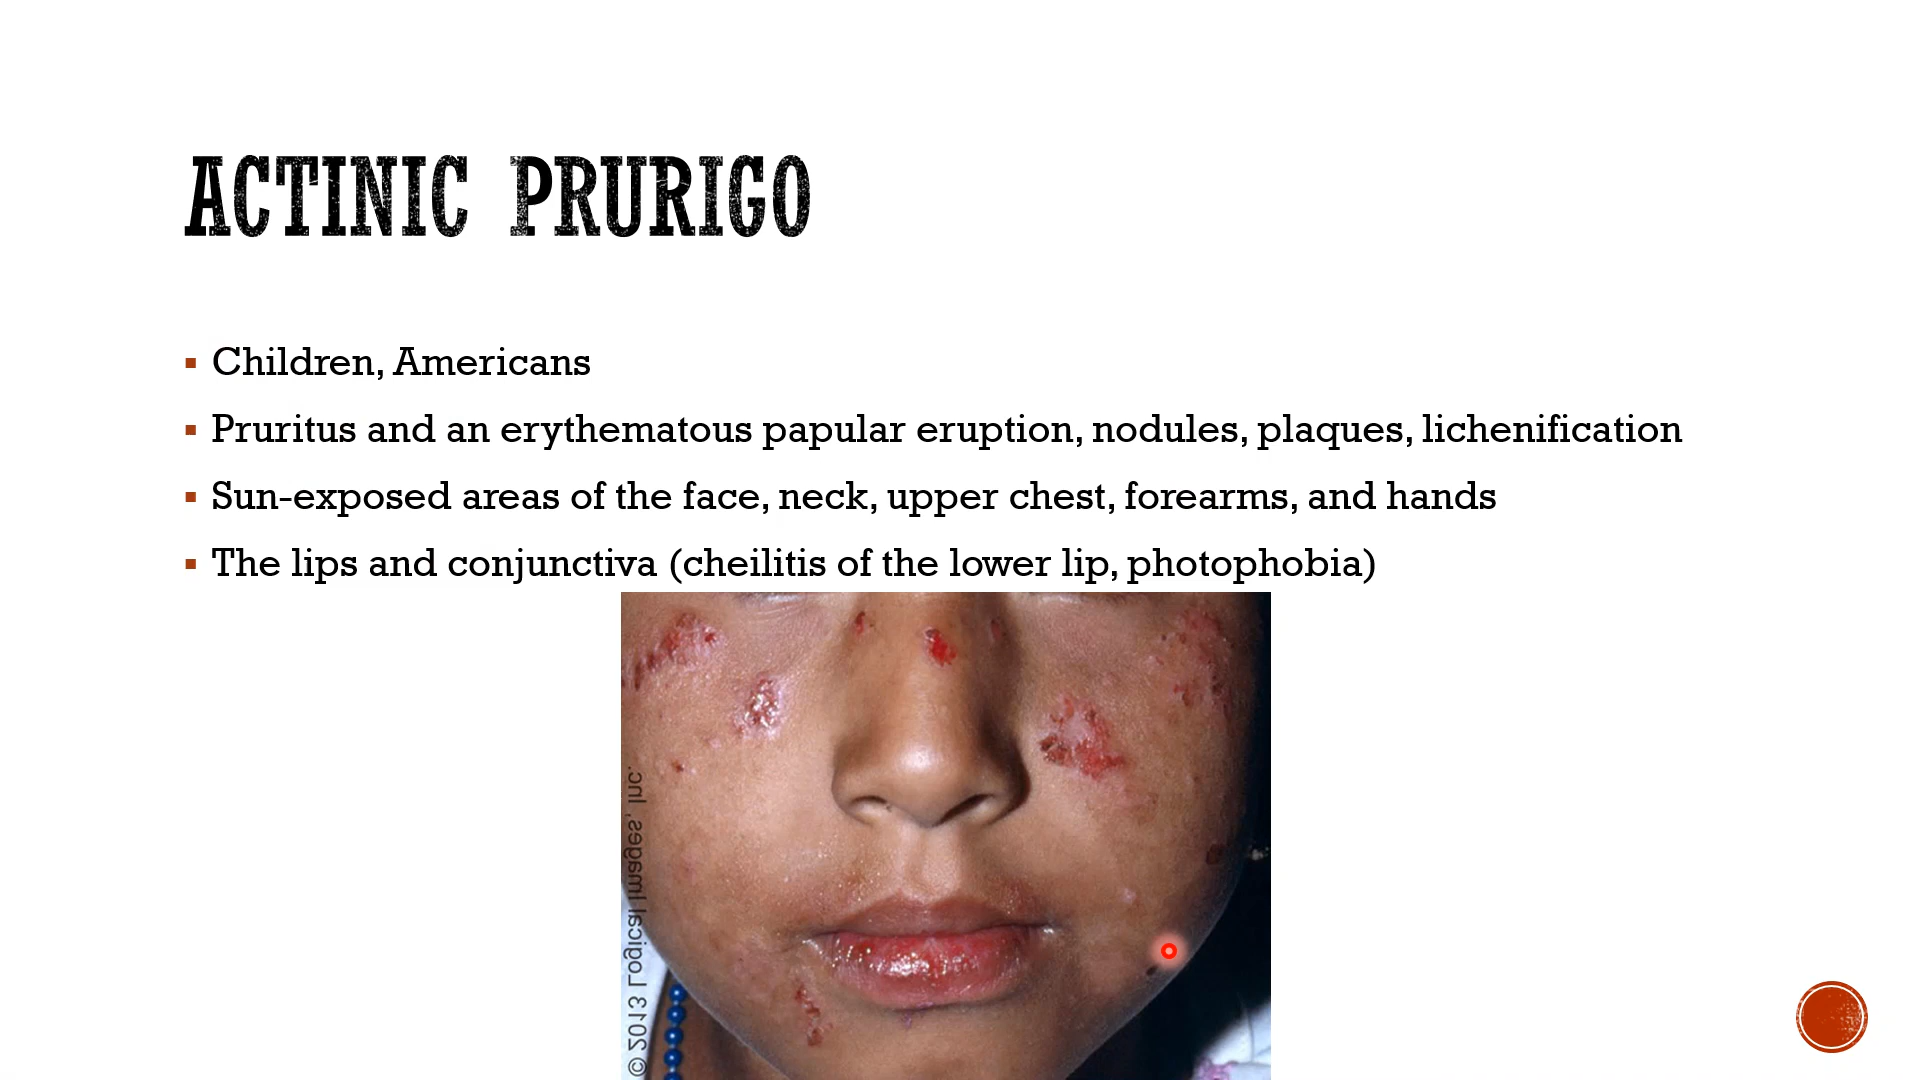 ACTINIC PRURIGO
Children, Americans
Pruritus and an erythematous papular eruption, nodules, plaques, lichenification
Sun-exposed areas of the face, neck, upper chest, forearms, and hands
The lips and conjunctiva (cheilitis of the lower lip, photophobia)
© 2013 Logical Images, Inc.